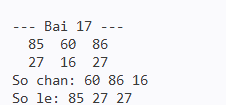 --- Bai 17 ---
85 60 86
27 16 27
So chan: 60 86 16
So le: 85 27 27